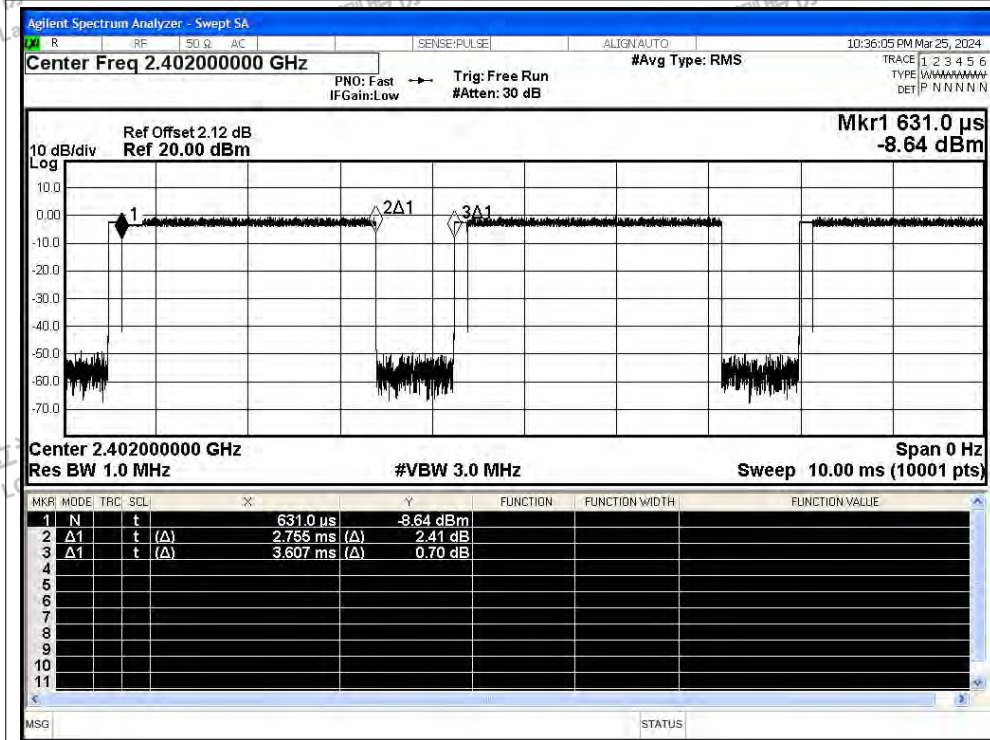 Agilent Spectrum Analyzer - Swept SA
LXI R RF 50 Ω AC SENSE:PULSE ALIGN AUTO 10:36:05 PM Mar 25, 2024
Center Freq 2.402000000 GHz
PNO: Fast
IFGain:Low
Trig: Free Run
#Atten: 30 dB
#Avg Type: RMS
TRACE 1 2 3 4 5 6
TYPE
DET P N N N N N
Mkr1 631.0 µs
-8.64 dBm
Ref Offset 2.12 dB
10 dB/div Ref 20.00 dBm
Log
10.0
0.00
-10.0
-20.0
-30.0
-40.0
-50.0
-60.0
-70.0
1 2Δ1 3Δ1
Center 2.402000000 GHz Span 0 Hz
Res BW 1.0 MHz #VBW 3.0 MHz Sweep 10.00 ms (10001 pts)
MKR MODE TRC SCL X Y FUNCTION FUNCTION WIDTH FUNCTION VALUE
1 N t 631.0 µs -8.64 dBm
2 Δ1 t (Δ) 2.755 ms (Δ) 2.41 dB
3 Δ1 t (Δ) 3.607 ms (Δ) 0.70 dB
4
5
6
7
8
9
10
11
MSG STATUS